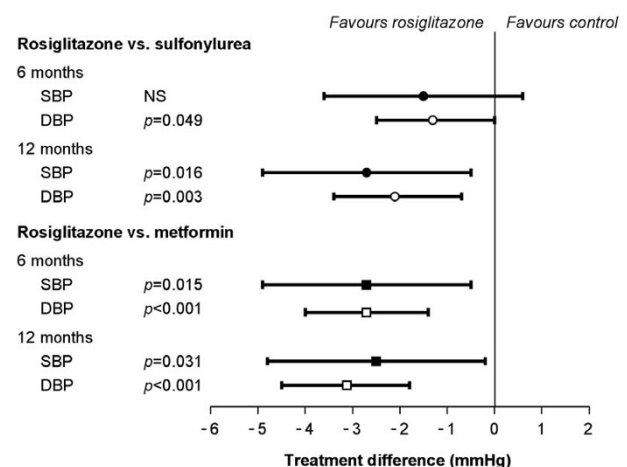 Favours rosiglitazone Favours control
Rosiglitazone vs. sulfonylurea
6 months
SBP NS
DBP p=0.049
12 months
SBP p=0.016
DBP p=0.003
Rosiglitazone vs. metformin
6 months
SBP p=0.015
DBP p<0.001
12 months
SBP p=0.031
DBP p<0.001
-6 -5 -4 -3 -2 -1 0 1 2
Treatment difference (mmHg)